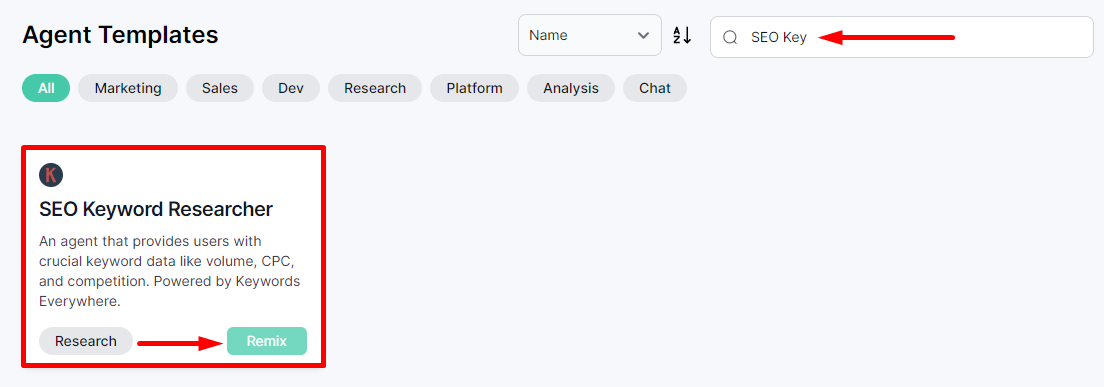 Agent Templates
Name
SEO Key
All
Marketing
Sales
Dev
Research
Platform
Analysis
Chat
K
SEO Keyword Researcher
An agent that provides users with
crucial keyword data like volume, CPC,
and competition. Powered by Keywords
Everywhere.
Research
Remix